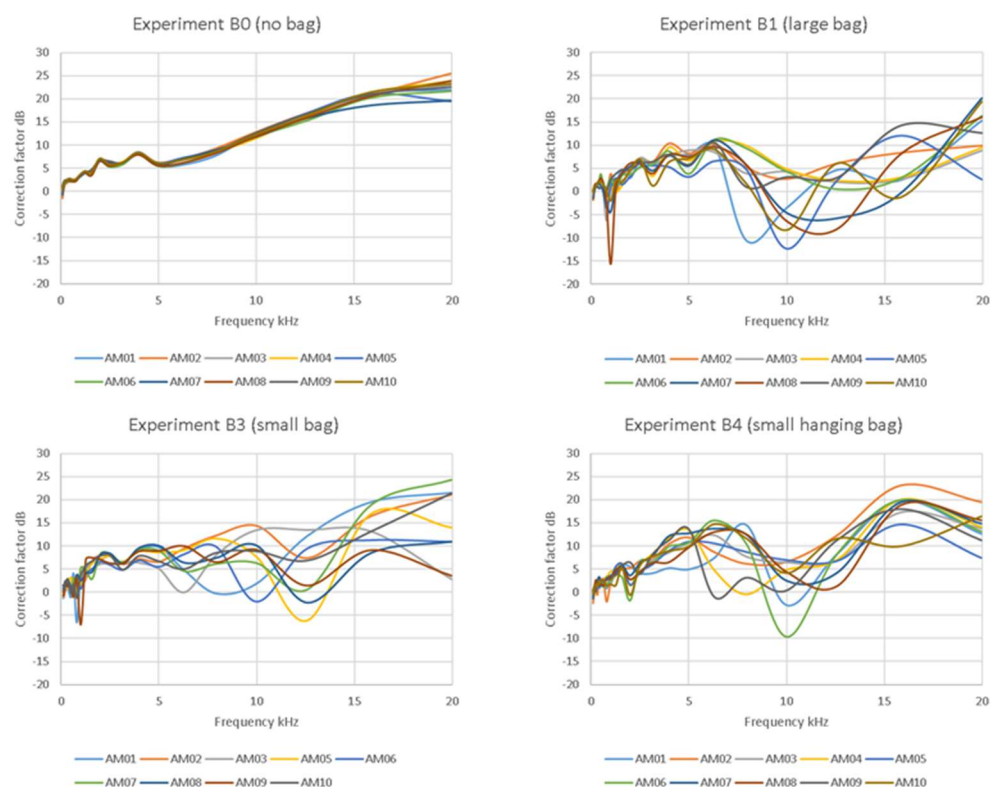 Experiment B0 (no bag)
30
25
20
15
10
5
0
-5
-10
-15
-20
Correction factor dB
0 5 10 15 20
Frequency kHz
AM01 AM02 AM03 AM04 AM05
AM06 AM07 AM08 AM09 AM10
Experiment B1 (large bag)
30
25
20
15
10
5
0
-5
-10
-15
-20
Correction factor dB
0 5 10 15 20
Frequency kHz
AM01 AM02 AM03 AM04 AM05
AM06 AM07 AM08 AM09 AM10
Experiment B3 (small bag)
30
25
20
15
10
5
0
-5
-10
-15
-20
Correction factor dB
0 5 10 15 20
Frequency kHz
AM01 AM02 AM03 AM05 AM06
AM07 AM08 AM09 AM10
Experiment B4 (small hanging bag)
30
25
20
15
10
5
0
-5
-10
-15
-20
Correction factor dB
0 5 10 15 20
Frequency kHz
AM01 AM02 AM03 AM04 AM05
AM06 AM07 AM08 AM09 AM10